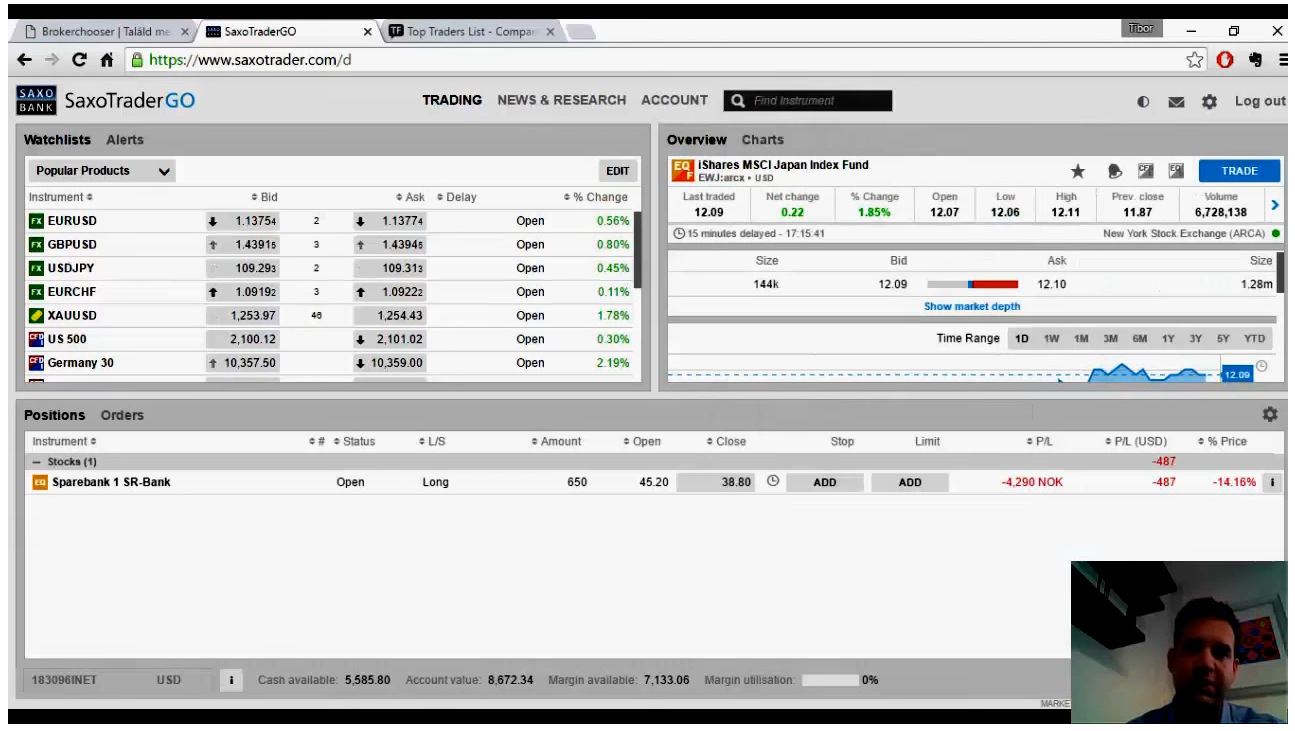 Brokerchooser | Találd me
SaxoTraderGO
Top Traders List - Compar
Tibor
https://www.saxotrader.com/d
SAXO BANK SaxoTraderGO
TRADING NEWS & RESEARCH ACCOUNT Find Instrument Log out
Watchlists Alerts
Popular Products EDIT
Instrument Bid Ask Delay % Change
FX EURUSD 1.13754 2 1.13774 Open 0.56%
FX GBPUSD 1.43915 3 1.43945 Open 0.80%
FX USDJPY 109.293 2 109.313 Open 0.45%
FX EURCHF 1.09192 3 1.09222 Open 0.11%
XAUUSD 1,253.97 46 1,254.43 Open 1.78%
CFD US 500 2,100.12 2,101.02 Open 0.30%
CFD Germany 30 10,357.50 10,359.00 Open 2.19%
Overview Charts
iShares MSCI Japan Index Fund
EWJ:arcx • USD
TRADE
Last traded Net change % Change Open Low High Prev. close Volume
12.09 0.22 1.85% 12.07 12.06 12.11 11.87 6,728,138
15 minutes delayed - 17:15:41 New York Stock Exchange (ARCA)
Size Bid Ask Size
144k 12.09 12.10 1.28m
Show market depth
Time Range 1D 1W 1M 3M 6M 1Y 3Y 5Y YTD
12.09
Positions Orders
Instrument # Status L/S Amount Open Close Stop Limit P/L P/L (USD) % Price
Stocks (1) -487
EQ Sparebank 1 SR-Bank Open Long 650 45.20 38.80 ADD ADD -4,290 NOK -487 -14.16% i
183096INET USD i Cash available: 5,585.80 Account value: 8,672.34 Margin available: 7,133.06 Margin utilisation: 0%
MARKE